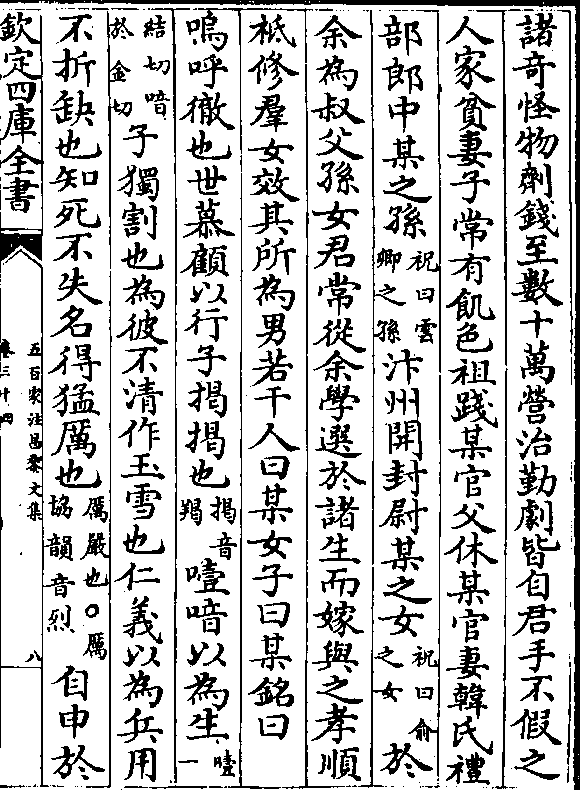 諸奇怪物劑錢至數十萬營治勤劇皆自君手不假之
人家貧妻子常有飢色祖踐某官父休某官妻韓氏禮
部郎中某之孫祝曰雲卿之孫汴州開封尉某之女祝曰俞之女於
余為叔父孫女君常從余學選於諸生而嫁與之孝順
祗修羣女效其所為男若干人曰某女子曰某銘曰
嗚呼徹也世慕顧以行子揭揭也揭音羯噎喑以為生噎一
結切喑於金切子獨割也為彼不清作玉雪也仁義以為兵用
不折缺也知死不失名得猛厲也厲嚴也○厲協韻音烈自申於
欽定四庫全書
五百家注昌黎文集
卷三十四
八